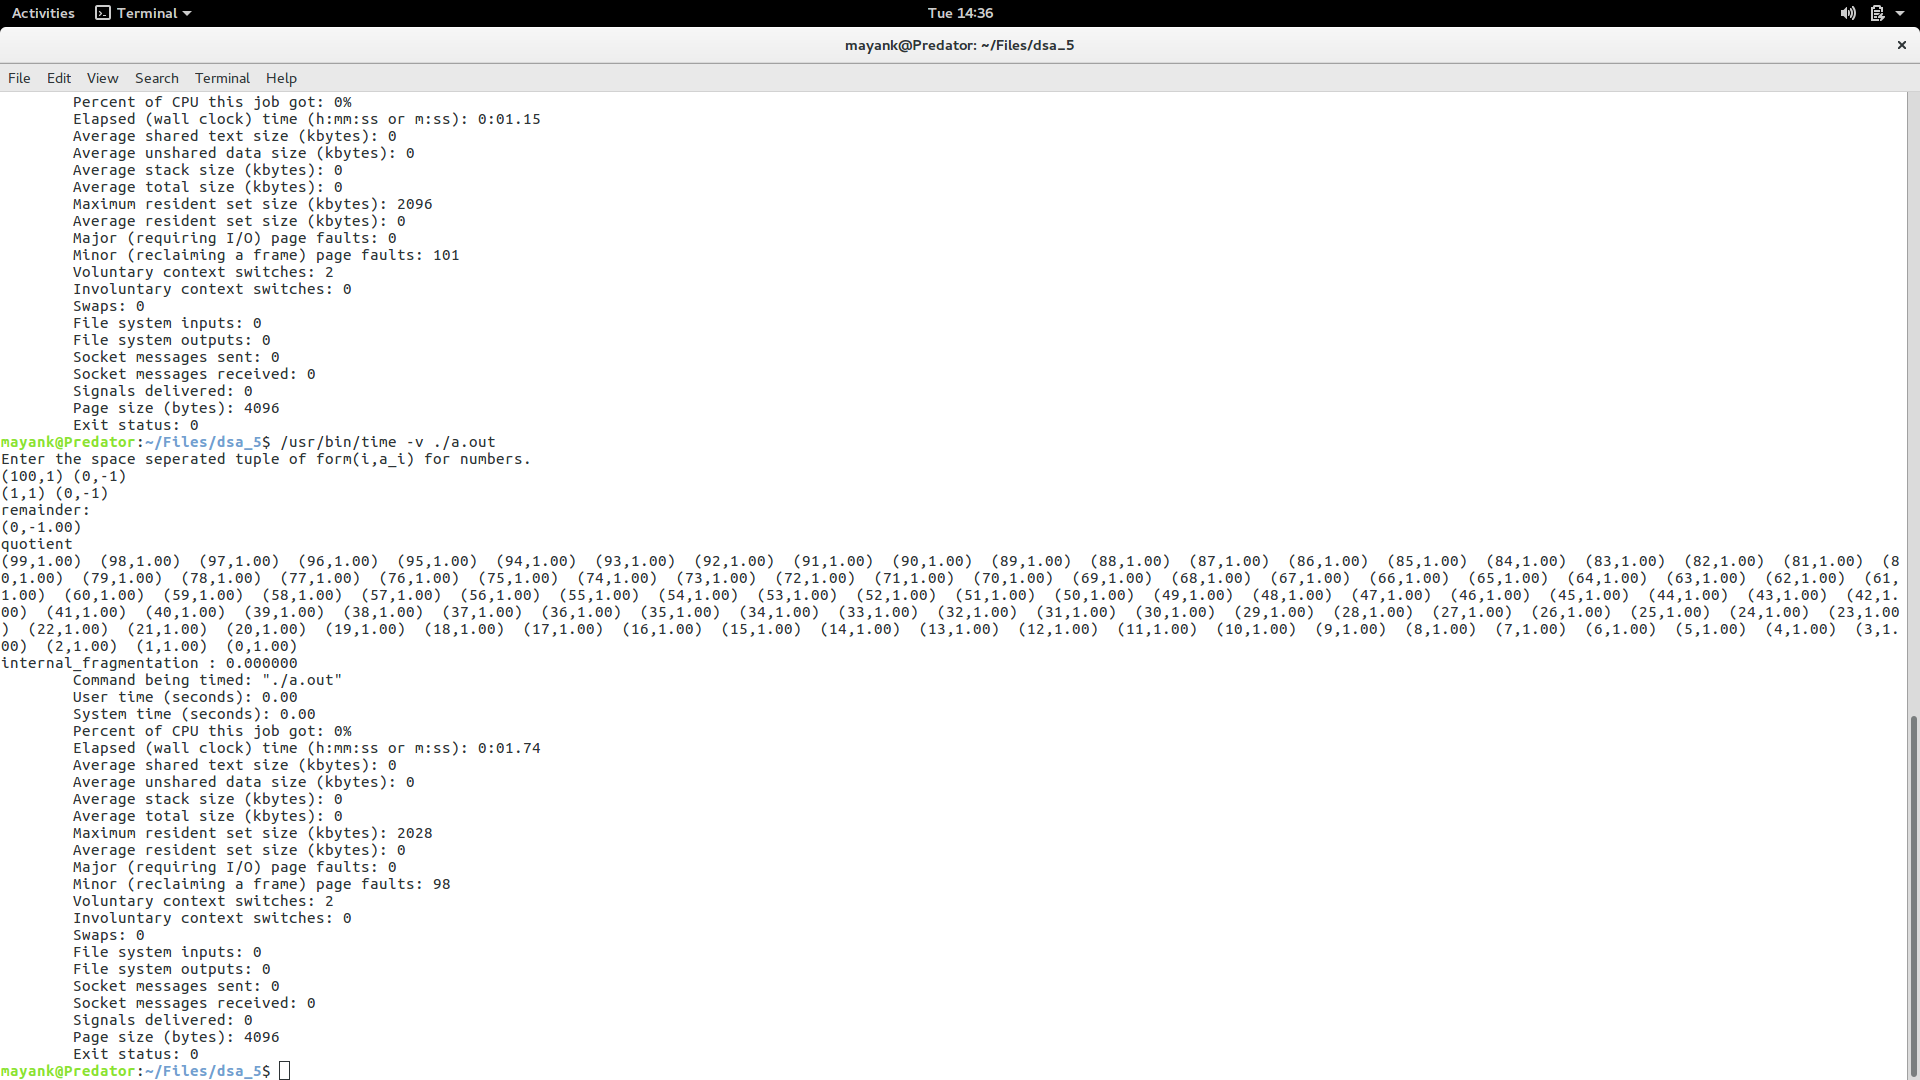 Activities Terminal Tue 14:36
mayank@Predator: ~/Files/dsa_5
File Edit View Search Terminal Help
Percent of CPU this job got: 0%
Elapsed (wall clock) time (h:mm:ss or m:ss): 0:01.15
Average shared text size (kbytes): 0
Average unshared data size (kbytes): 0
Average stack size (kbytes): 0
Average total size (kbytes): 0
Maximum resident set size (kbytes): 2096
Average resident set size (kbytes): 0
Major (requiring I/O) page faults: 0
Minor (reclaiming a frame) page faults: 101
Voluntary context switches: 2
Involuntary context switches: 0
Swaps: 0
File system inputs: 0
File system outputs: 0
Socket messages sent: 0
Socket messages received: 0
Signals delivered: 0
Page size (bytes): 4096
Exit status: 0
mayank@Predator:~/Files/dsa_5$ /usr/bin/time -v ./a.out
Enter the space seperated tuple of form(i,a_i) for numbers.
(100,1) (0,-1)
(1,1) (0,-1)
remainder:
(0,-1.00)
quotient
(99,1.00)  (98,1.00)  (97,1.00)  (96,1.00)  (95,1.00)  (94,1.00)  (93,1.00)  (92,1.00)  (91,1.00)  (90,1.00)  (89,1.00)  (88,1.00)  (87,1.00)  (86,1.00)  (85,1.00)  (84,1.00)  (83,1.00)  (82,1.00)  (81,1.00)  (8
0,1.00)  (79,1.00)  (78,1.00)  (77,1.00)  (76,1.00)  (75,1.00)  (74,1.00)  (73,1.00)  (72,1.00)  (71,1.00)  (70,1.00)  (69,1.00)  (68,1.00)  (67,1.00)  (66,1.00)  (65,1.00)  (64,1.00)  (63,1.00)  (62,1.00)  (61,
1.00)  (60,1.00)  (59,1.00)  (58,1.00)  (57,1.00)  (56,1.00)  (55,1.00)  (54,1.00)  (53,1.00)  (52,1.00)  (51,1.00)  (50,1.00)  (49,1.00)  (48,1.00)  (47,1.00)  (46,1.00)  (45,1.00)  (44,1.00)  (43,1.00)  (42,1.
00)  (41,1.00)  (40,1.00)  (39,1.00)  (38,1.00)  (37,1.00)  (36,1.00)  (35,1.00)  (34,1.00)  (33,1.00)  (32,1.00)  (31,1.00)  (30,1.00)  (29,1.00)  (28,1.00)  (27,1.00)  (26,1.00)  (25,1.00)  (24,1.00)  (23,1.00
)  (22,1.00)  (21,1.00)  (20,1.00)  (19,1.00)  (18,1.00)  (17,1.00)  (16,1.00)  (15,1.00)  (14,1.00)  (13,1.00)  (12,1.00)  (11,1.00)  (10,1.00)  (9,1.00)  (8,1.00)  (7,1.00)  (6,1.00)  (5,1.00)  (4,1.00)  (3,1.
00)  (2,1.00)  (1,1.00)  (0,1.00)
internal_fragmentation : 0.000000
Command being timed: "./a.out"
User time (seconds): 0.00
System time (seconds): 0.00
Percent of CPU this job got: 0%
Elapsed (wall clock) time (h:mm:ss or m:ss): 0:01.74
Average shared text size (kbytes): 0
Average unshared data size (kbytes): 0
Average stack size (kbytes): 0
Average total size (kbytes): 0
Maximum resident set size (kbytes): 2028
Average resident set size (kbytes): 0
Major (requiring I/O) page faults: 0
Minor (reclaiming a frame) page faults: 98
Voluntary context switches: 2
Involuntary context switches: 0
Swaps: 0
File system inputs: 0
File system outputs: 0
Socket messages sent: 0
Socket messages received: 0
Signals delivered: 0
Page size (bytes): 4096
Exit status: 0
mayank@Predator:~/Files/dsa_5$